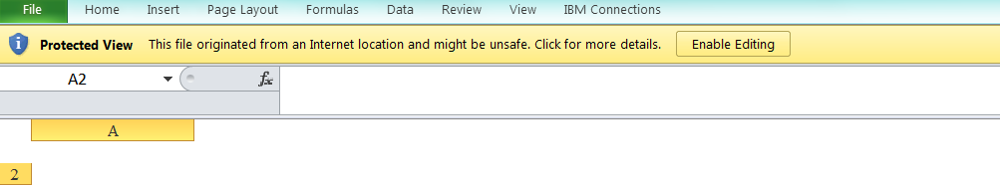 File Home Insert Page Layout Formulas Data Review View IBM Connections
Protected View This file originated from an Internet location and might be unsafe. Click for more details. Enable Editing
A2 fx
A
2